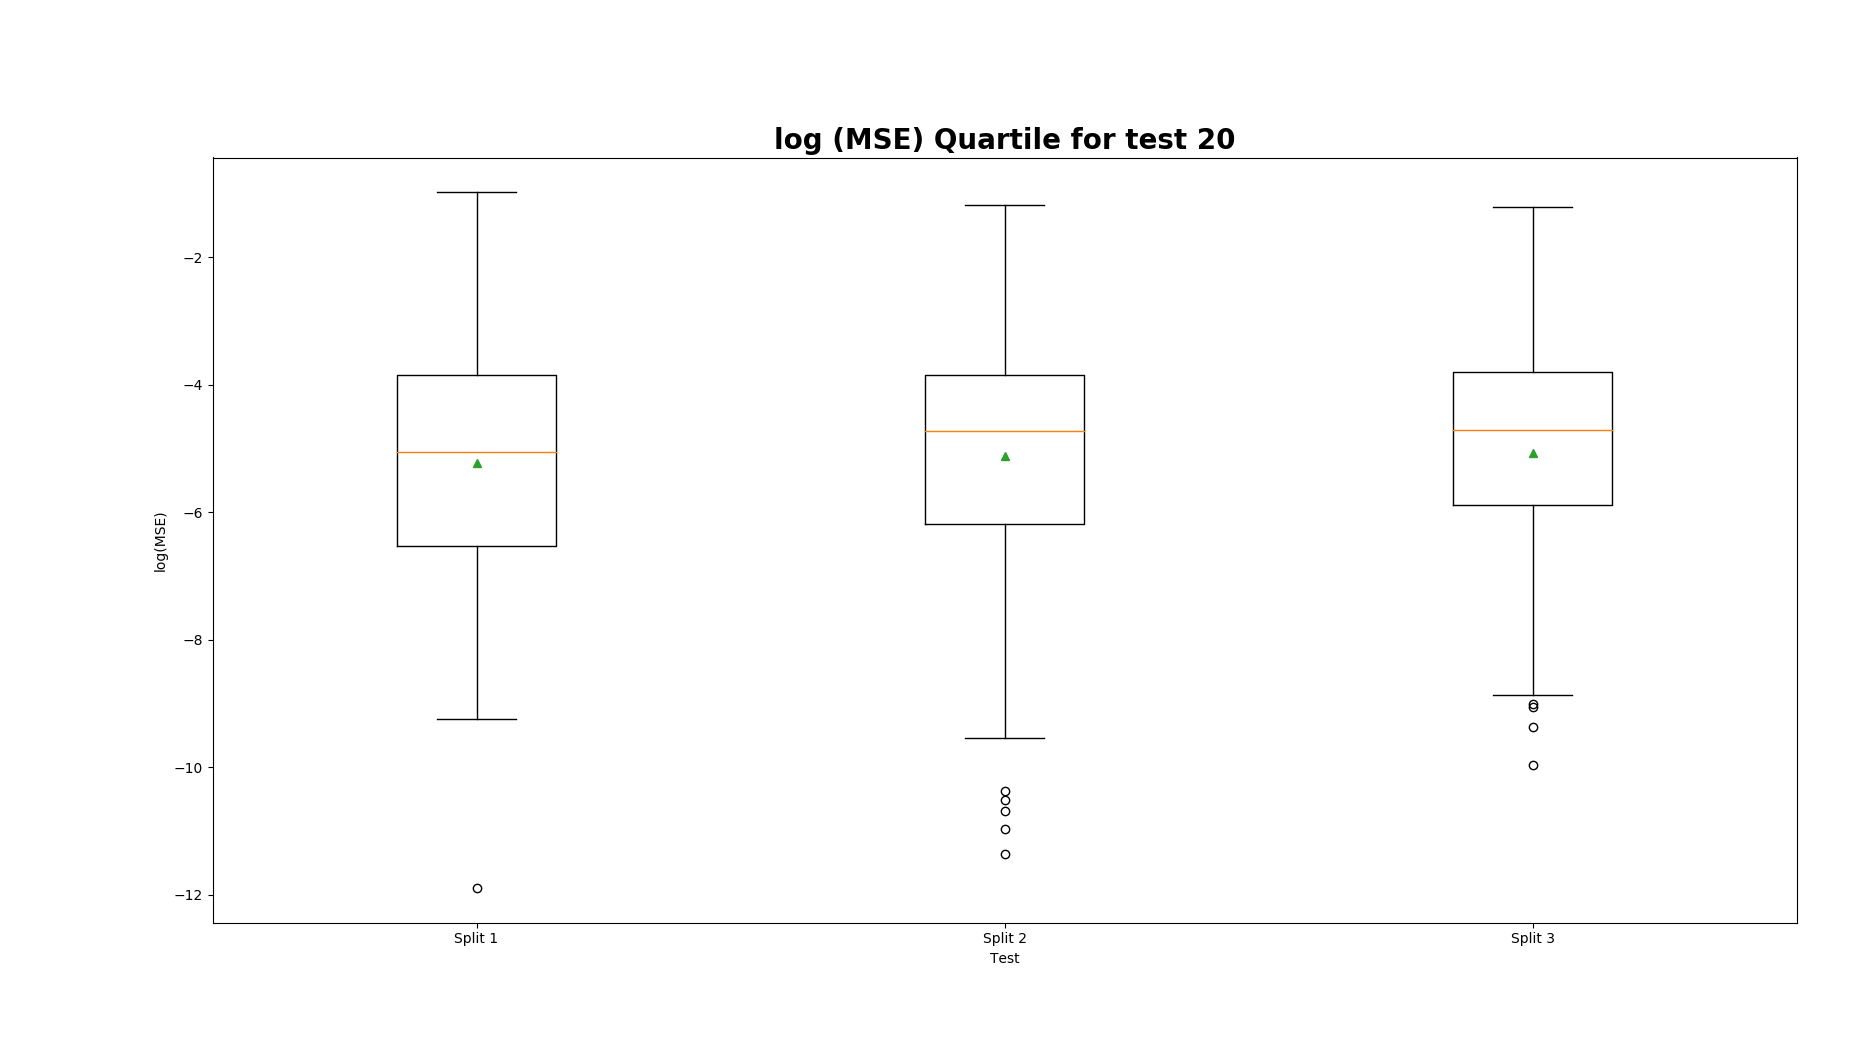 log (MSE) Quartile for test 20
log(MSE)
−2
−4
−6
−8
−10
−12
Split 1
Split 2
Split 3
Test